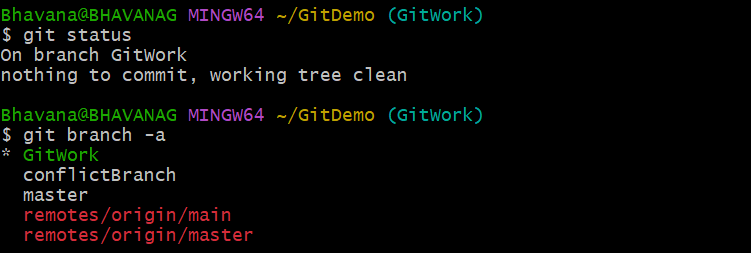 Bhavana@BHAVANAG MINGW64 ~/GitDemo (GitWork)
$ git status
On branch GitWork
nothing to commit, working tree clean
Bhavana@BHAVANAG MINGW64 ~/GitDemo (GitWork)
$ git branch -a
* GitWork
conflictBranch
master
remotes/origin/main
remotes/origin/master